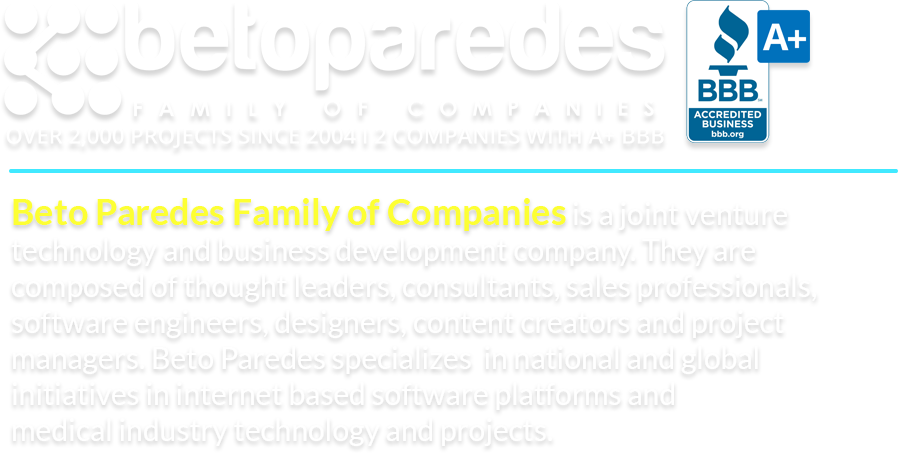 betoparedes
FAMILY OF COMPANIES
OVER 2,000 PROJECTS SINCE 2004 | 2 COMPANIES WITH A+ BBB
A+
BBB
ACCREDITED
BUSINESS
bbb.org
Beto Paredes Family of Companies is a joint venture
technology and business development company. They are
composed of thought leaders, consultants, sales professionals,
software engineers, designers, content creators and project
managers. Beto Paredes specializes in national and global
initiatives in internet based software platforms and
medical industry technology and projects.